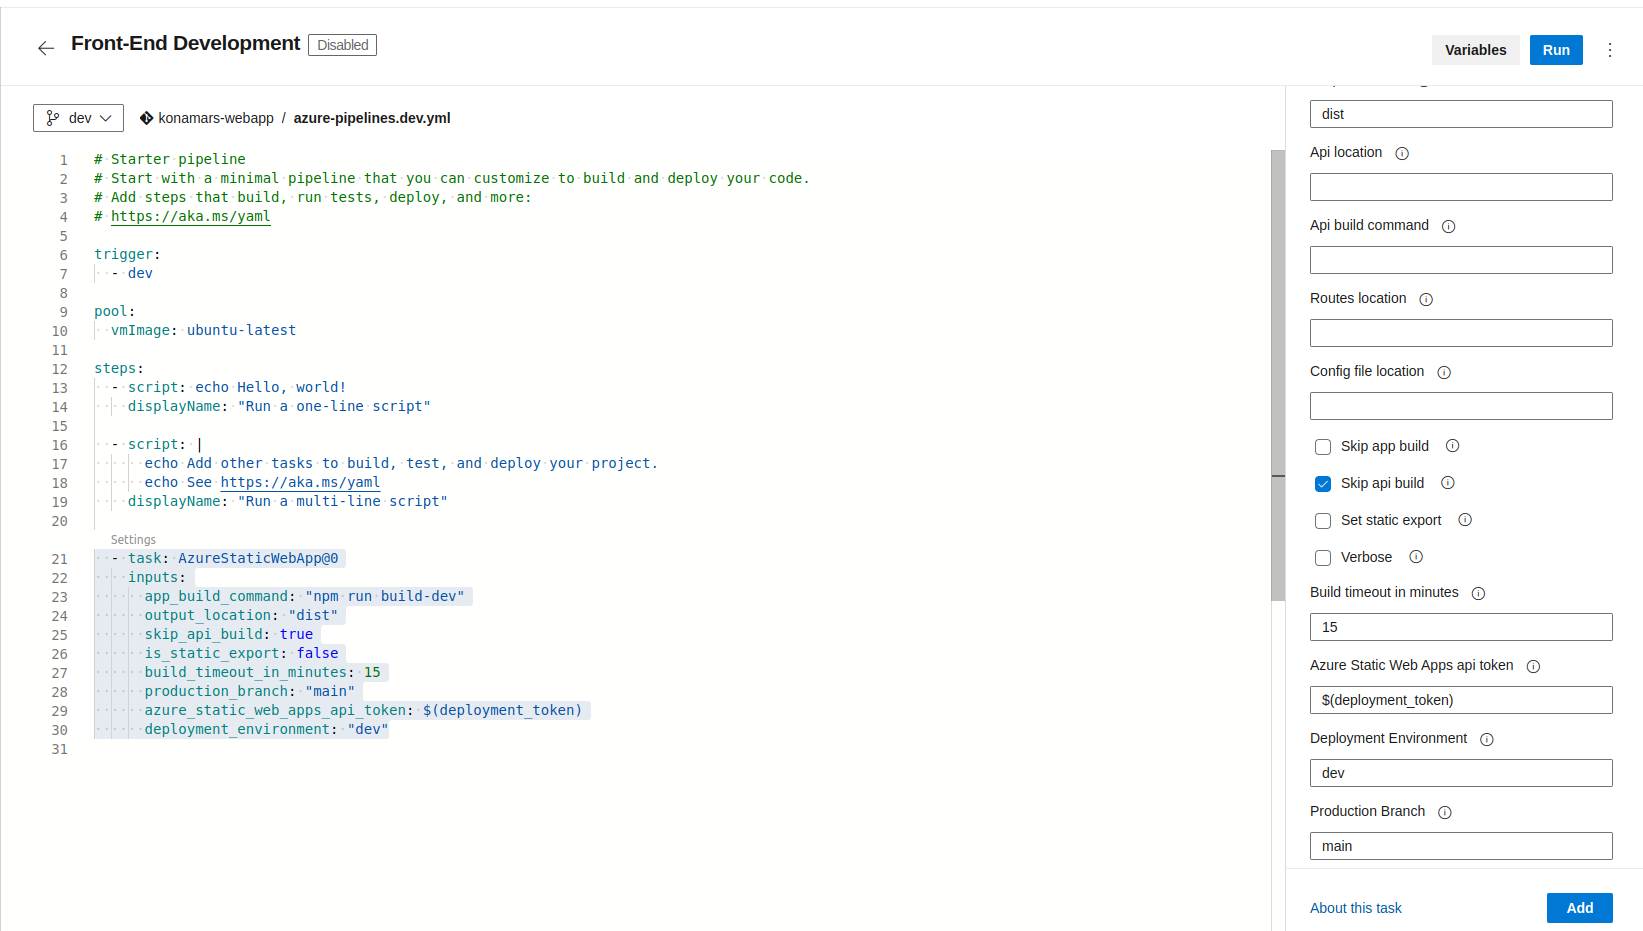 Front-End Development Disabled
Variables Run
dev konamars-webapp / azure-pipelines.dev.yml
1 # Starter pipeline
2 # Start with a minimal pipeline that you can customize to build and deploy your code.
3 # Add steps that build, run tests, deploy, and more:
4 # https://aka.ms/yaml
5
6 trigger:
7 - dev
8
9 pool:
10 vmImage: ubuntu-latest
11
12 steps:
13 - script: echo Hello, world!
14 displayName: "Run a one-line script"
15
16 - script: |
17 echo Add other tasks to build, test, and deploy your project.
18 echo See https://aka.ms/yaml
19 displayName: "Run a multi-line script"
20
Settings
21 - task: AzureStaticWebApp@0
22 inputs:
23 app_build_command: "npm run build-dev"
24 output_location: "dist"
25 skip_api_build: true
26 is_static_export: false
27 build_timeout_in_minutes: 15
28 production_branch: "main"
29 azure_static_web_apps_api_token: $(deployment_token)
30 deployment_environment: "dev"
31
dist
Api location
Api build command
Routes location
Config file location
Skip app build
Skip api build
Set static export
Verbose
Build timeout in minutes
15
Azure Static Web Apps api token
$(deployment_token)
Deployment Environment
dev
Production Branch
main
About this task Add